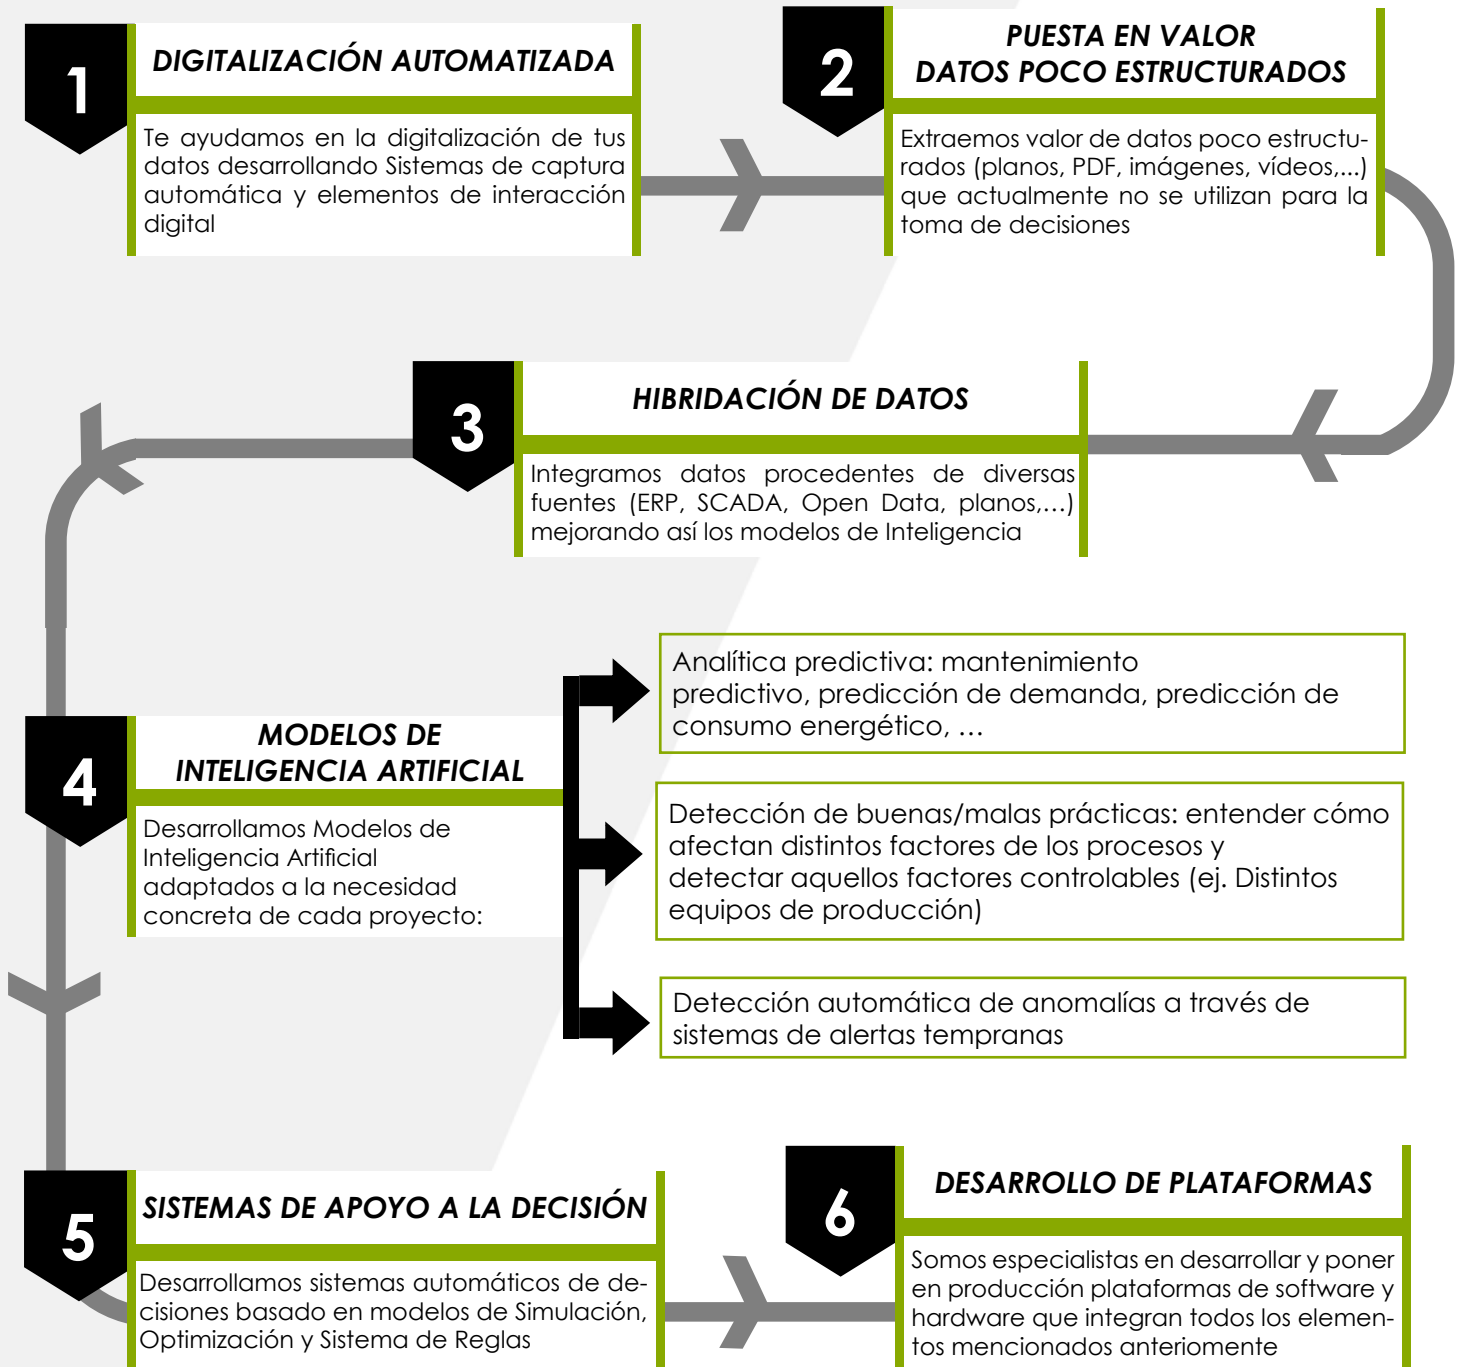 1
DIGITALIZACIÓN AUTOMATIZADA
Te ayudamos en la digitalización de tus
datos desarrollando Sistemas de captura
automática y elementos de interacción
digital
2
PUESTA EN VALOR
DATOS POCO ESTRUCTURADOS
Extraemos valor de datos poco estructu-
rados (planos, PDF, imágenes, vídeos,...)
que actualmente no se utilizan para la
toma de decisiones
3
HIBRIDACIÓN DE DATOS
Integramos datos procedentes de diversas
fuentes (ERP, SCADA, Open Data, planos,...)
mejorando así los modelos de Inteligencia
4
MODELOS DE
INTELIGENCIA ARTIFICIAL
Desarrollamos Modelos de
Inteligencia Artificial
adaptados a la necesidad
concreta de cada proyecto:
Analítica predictiva: mantenimiento
predictivo, predicción de demanda, predicción de
consumo energético, ...
Detección de buenas/malas prácticas: entender cómo
afectan distintos factores de los procesos y
detectar aquellos factores controlables (ej. Distintos
equipos de producción)
Detección automática de anomalías a través de
sistemas de alertas tempranas
5
SISTEMAS DE APOYO A LA DECISIÓN
Desarrollamos sistemas automáticos de de-
cisiones basado en modelos de Simulación,
Optimización y Sistema de Reglas
6
DESARROLLO DE PLATAFORMAS
Somos especialistas en desarrollar y poner
en producción plataformas de software y
hardware que integran todos los elemen-
tos mencionados anteriomente